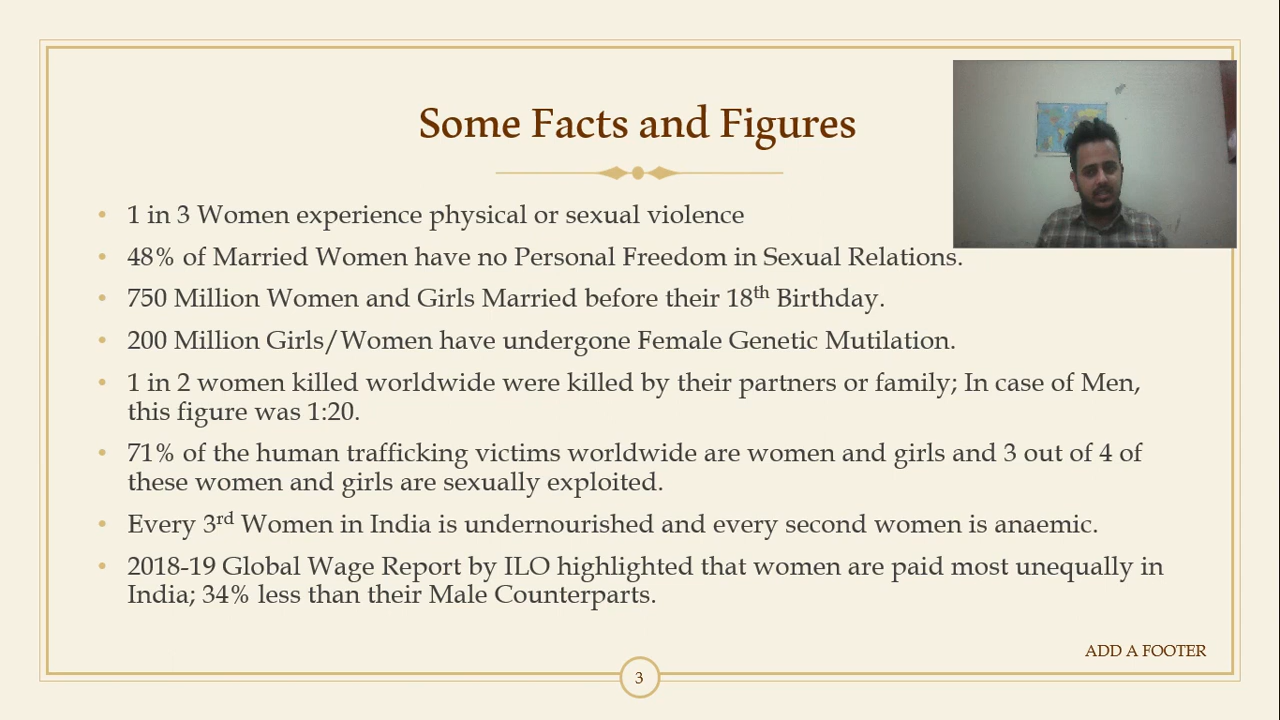 Some Facts and Figures
• 1 in 3 Women experience physical or sexual violence
• 48% of Married Women have no Personal Freedom in Sexual Relations.
• 750 Million Women and Girls Married before their 18th Birthday.
• 200 Million Girls/Women have undergone Female Genetic Mutilation.
• 1 in 2 women killed worldwide were killed by their partners or family; In case of Men,
this figure was 1:20.
• 71% of the human trafficking victims worldwide are women and girls and 3 out of 4 of
these women and girls are sexually exploited.
• Every 3rd Women in India is undernourished and every second women is anaemic.
• 2018-19 Global Wage Report by ILO highlighted that women are paid most unequally in
India; 34% less than their Male Counterparts.
ADD A FOOTER
3